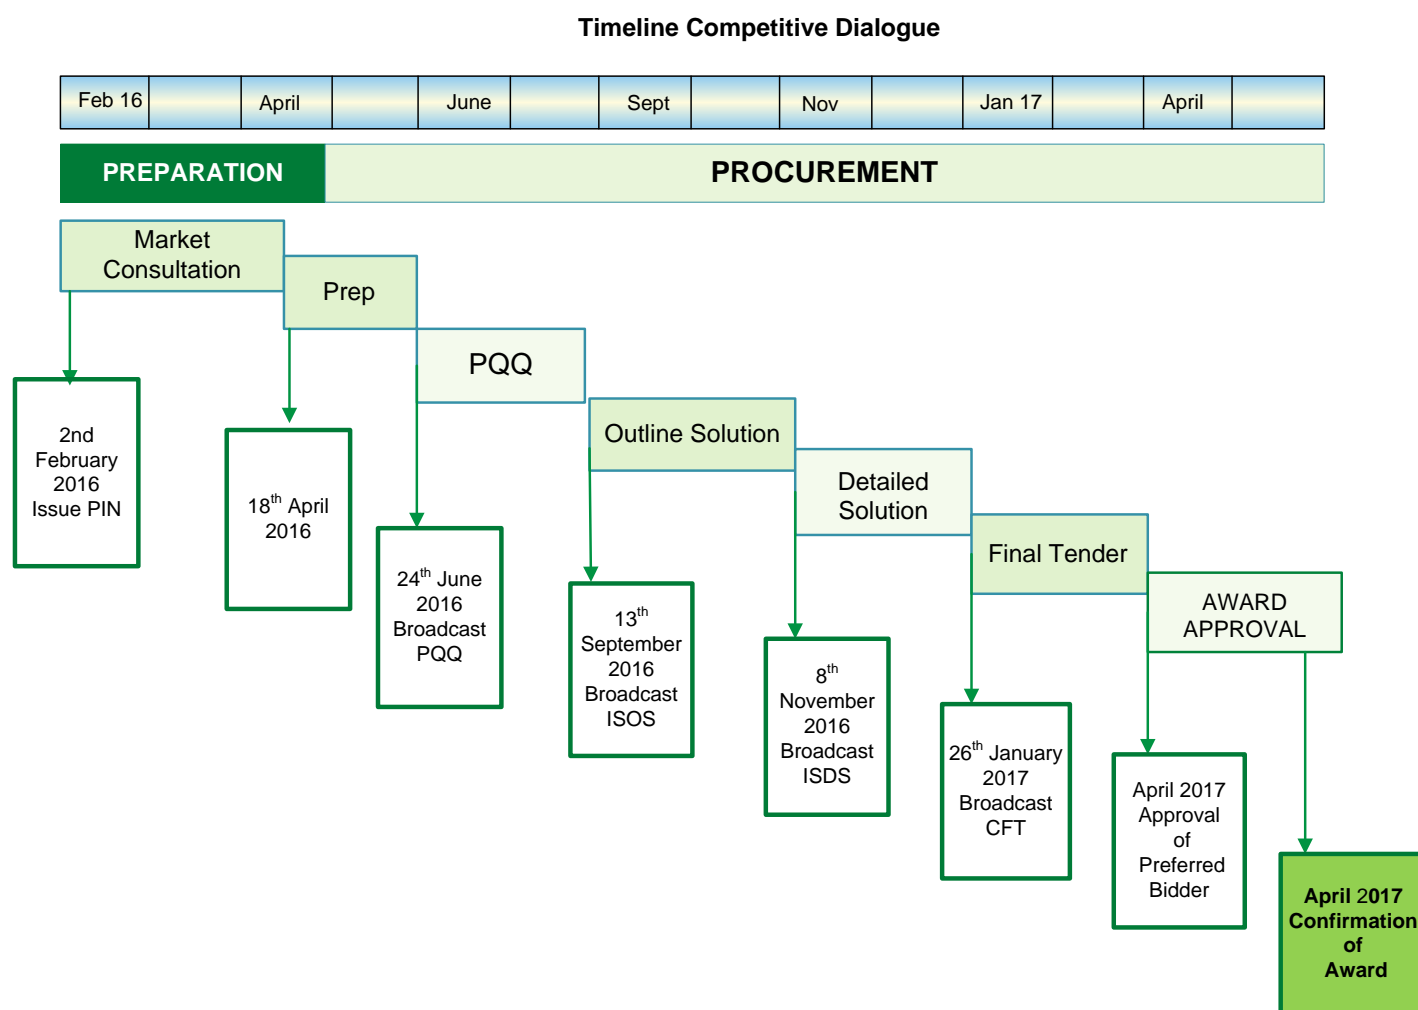 Timeline Competitive Dialogue
Feb 16
April
June
Sept
Nov
Jan 17
April
PREPARATION
PROCUREMENT
Market
Consultation
Prep
PQQ
Outline Solution
Detailed
Solution
Final Tender
AWARD
APPROVAL
2nd
February
2016
Issue PIN
18th April
2016
24th June
2016
Broadcast
PQQ
13th
September
2016
Broadcast
ISOS
8th
November
2016
Broadcast
ISDS
26th January
2017
Broadcast
CFT
April 2017
Approval
of
Preferred
Bidder
April 2017
Confirmation
of
Award